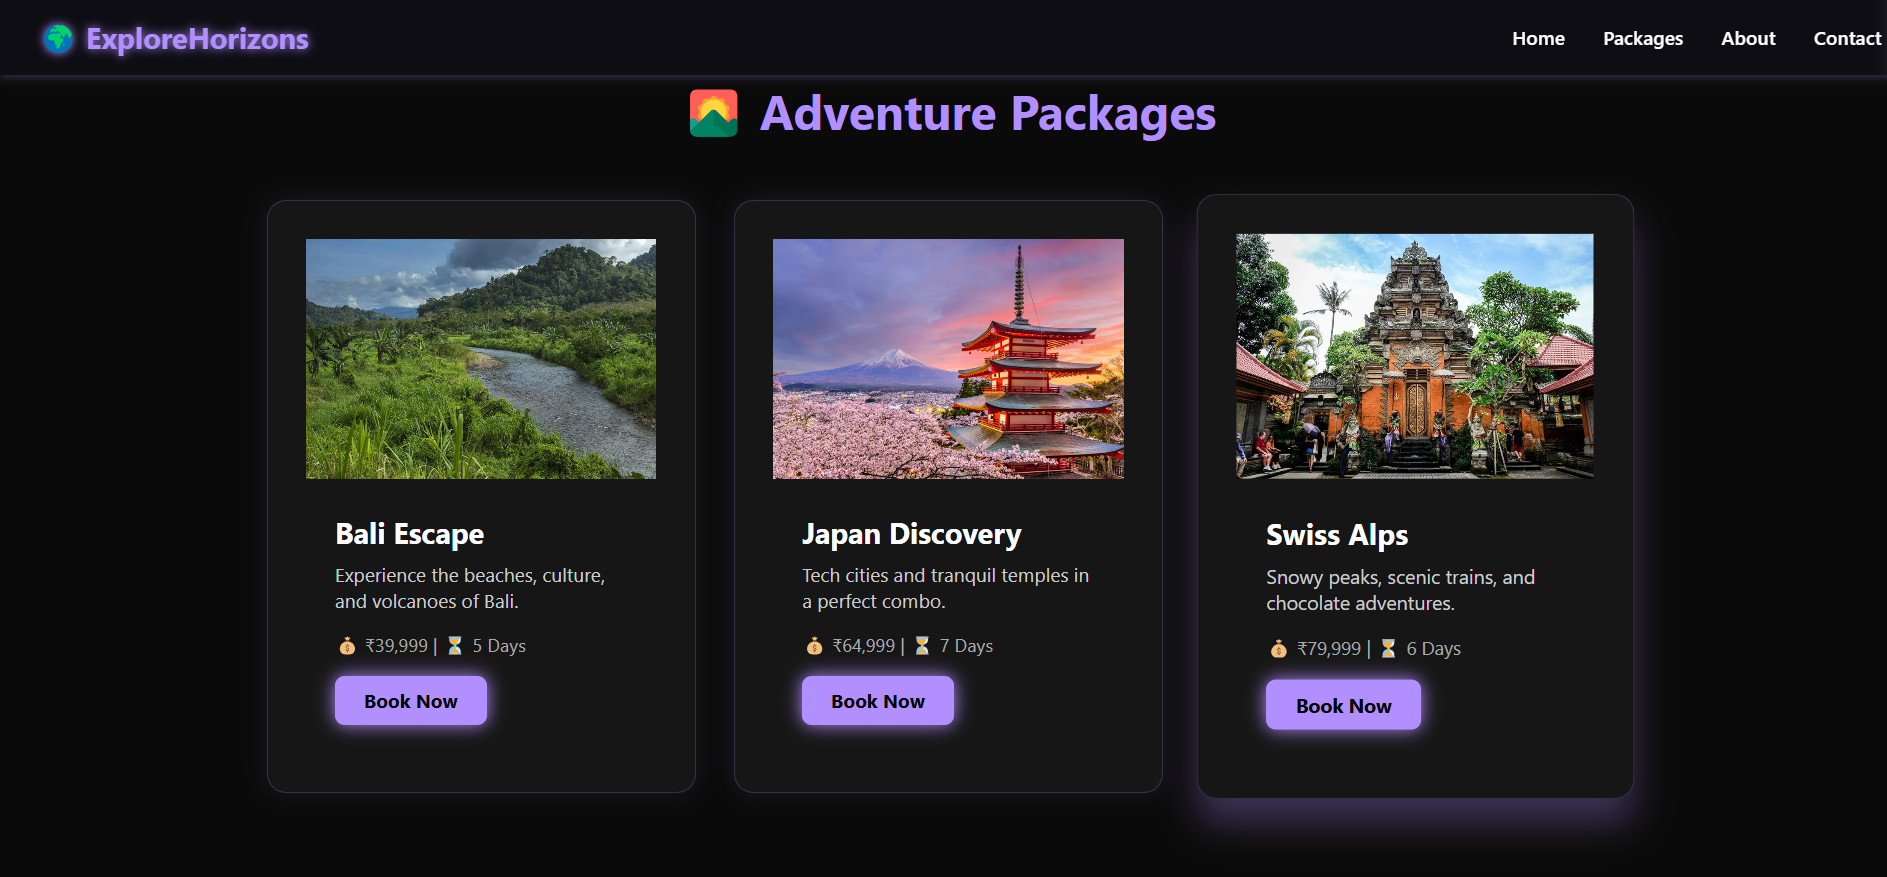 🌍 ExploreHorizons
Home Packages About Contact
🌄 Adventure Packages
Bali Escape
Experience the beaches, culture,
and volcanoes of Bali.
💰 ₹39,999 | ⏳ 5 Days
Book Now
Japan Discovery
Tech cities and tranquil temples in
a perfect combo.
💰 ₹64,999 | ⏳ 7 Days
Book Now
Swiss Alps
Snowy peaks, scenic trains, and
chocolate adventures.
💰 ₹79,999 | ⏳ 6 Days
Book Now